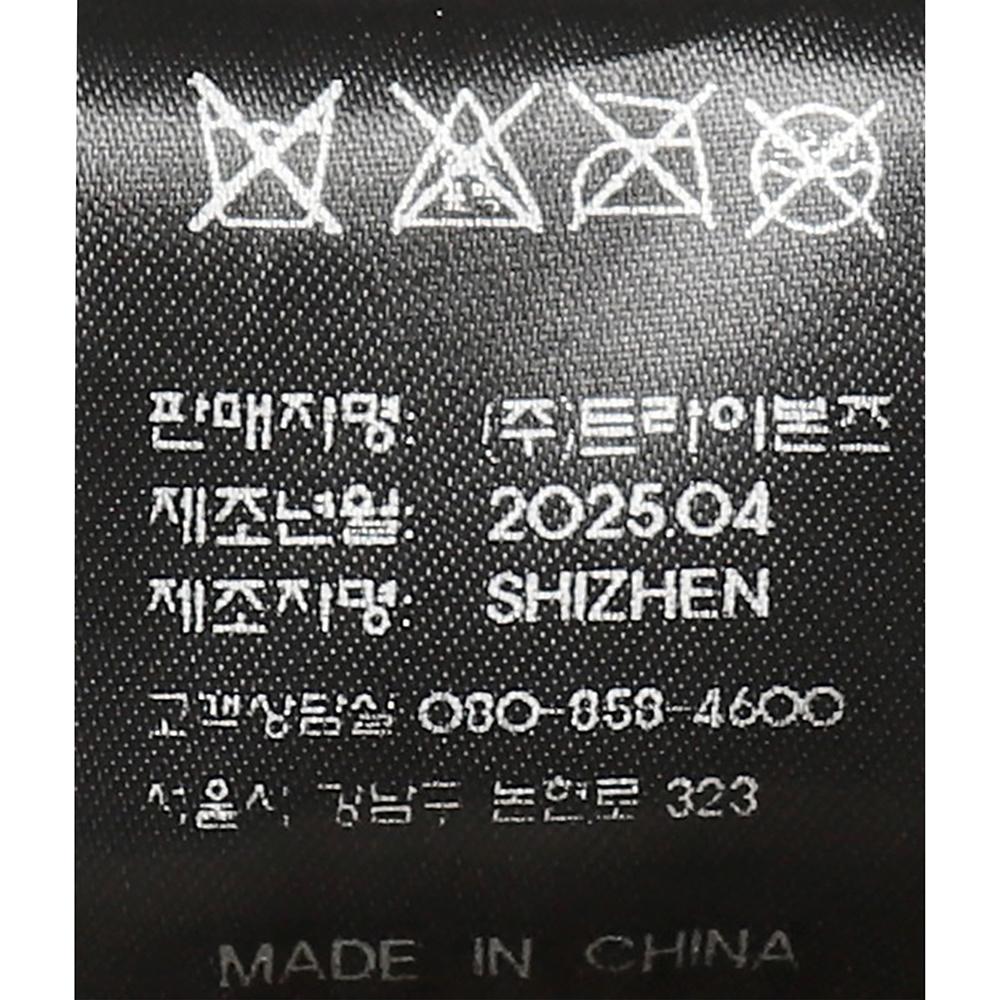 판매자명: (주)트라이본즈
제조년월: 2025.04
제조자명: SHIZHEN
고객상담실 080-858-4600
서울시 강남구 논현로 323
MADE IN CHINA